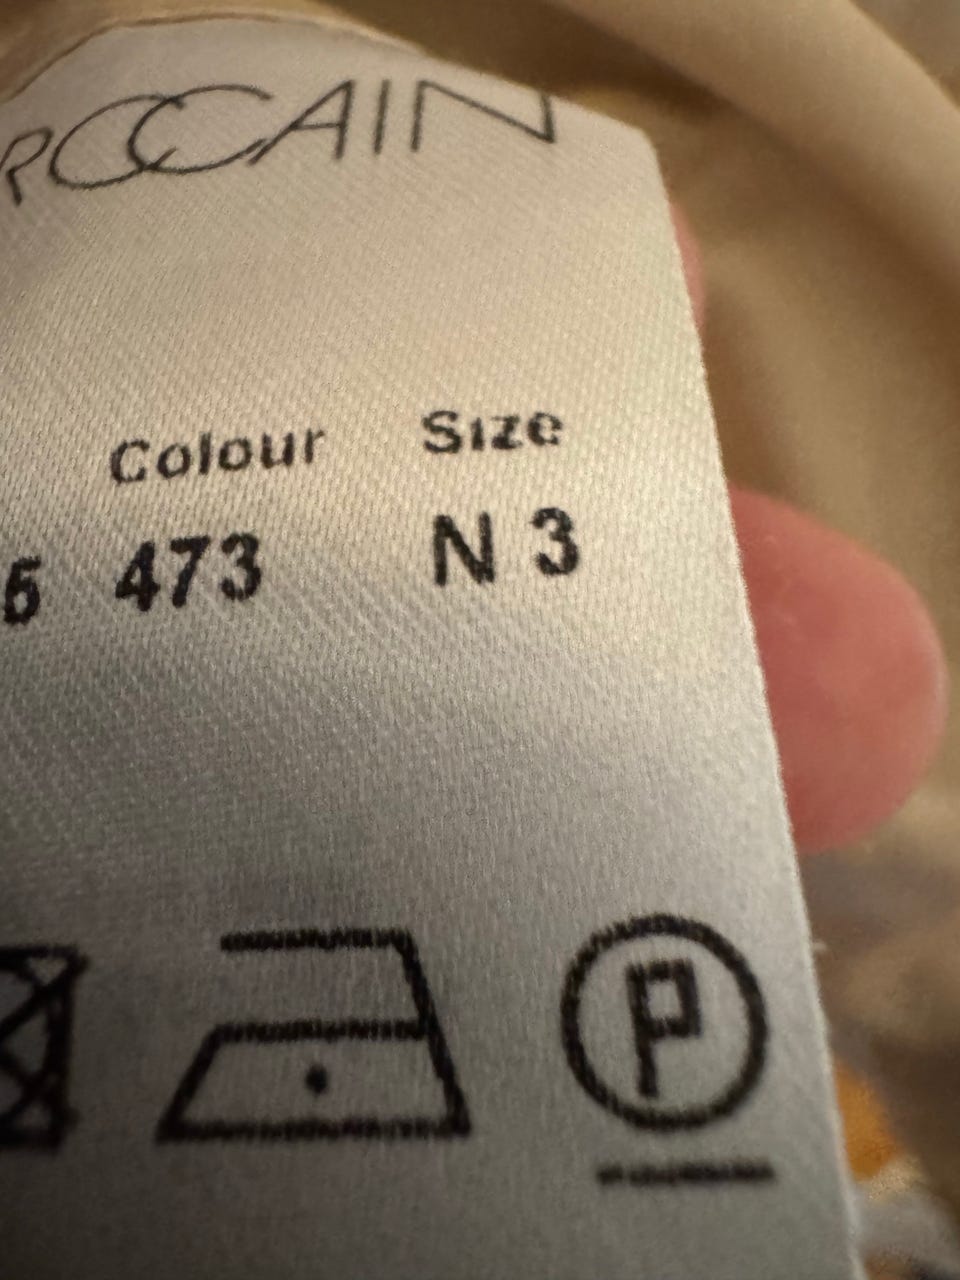 RCCAIN
Colour Size
5 473 N 3
P